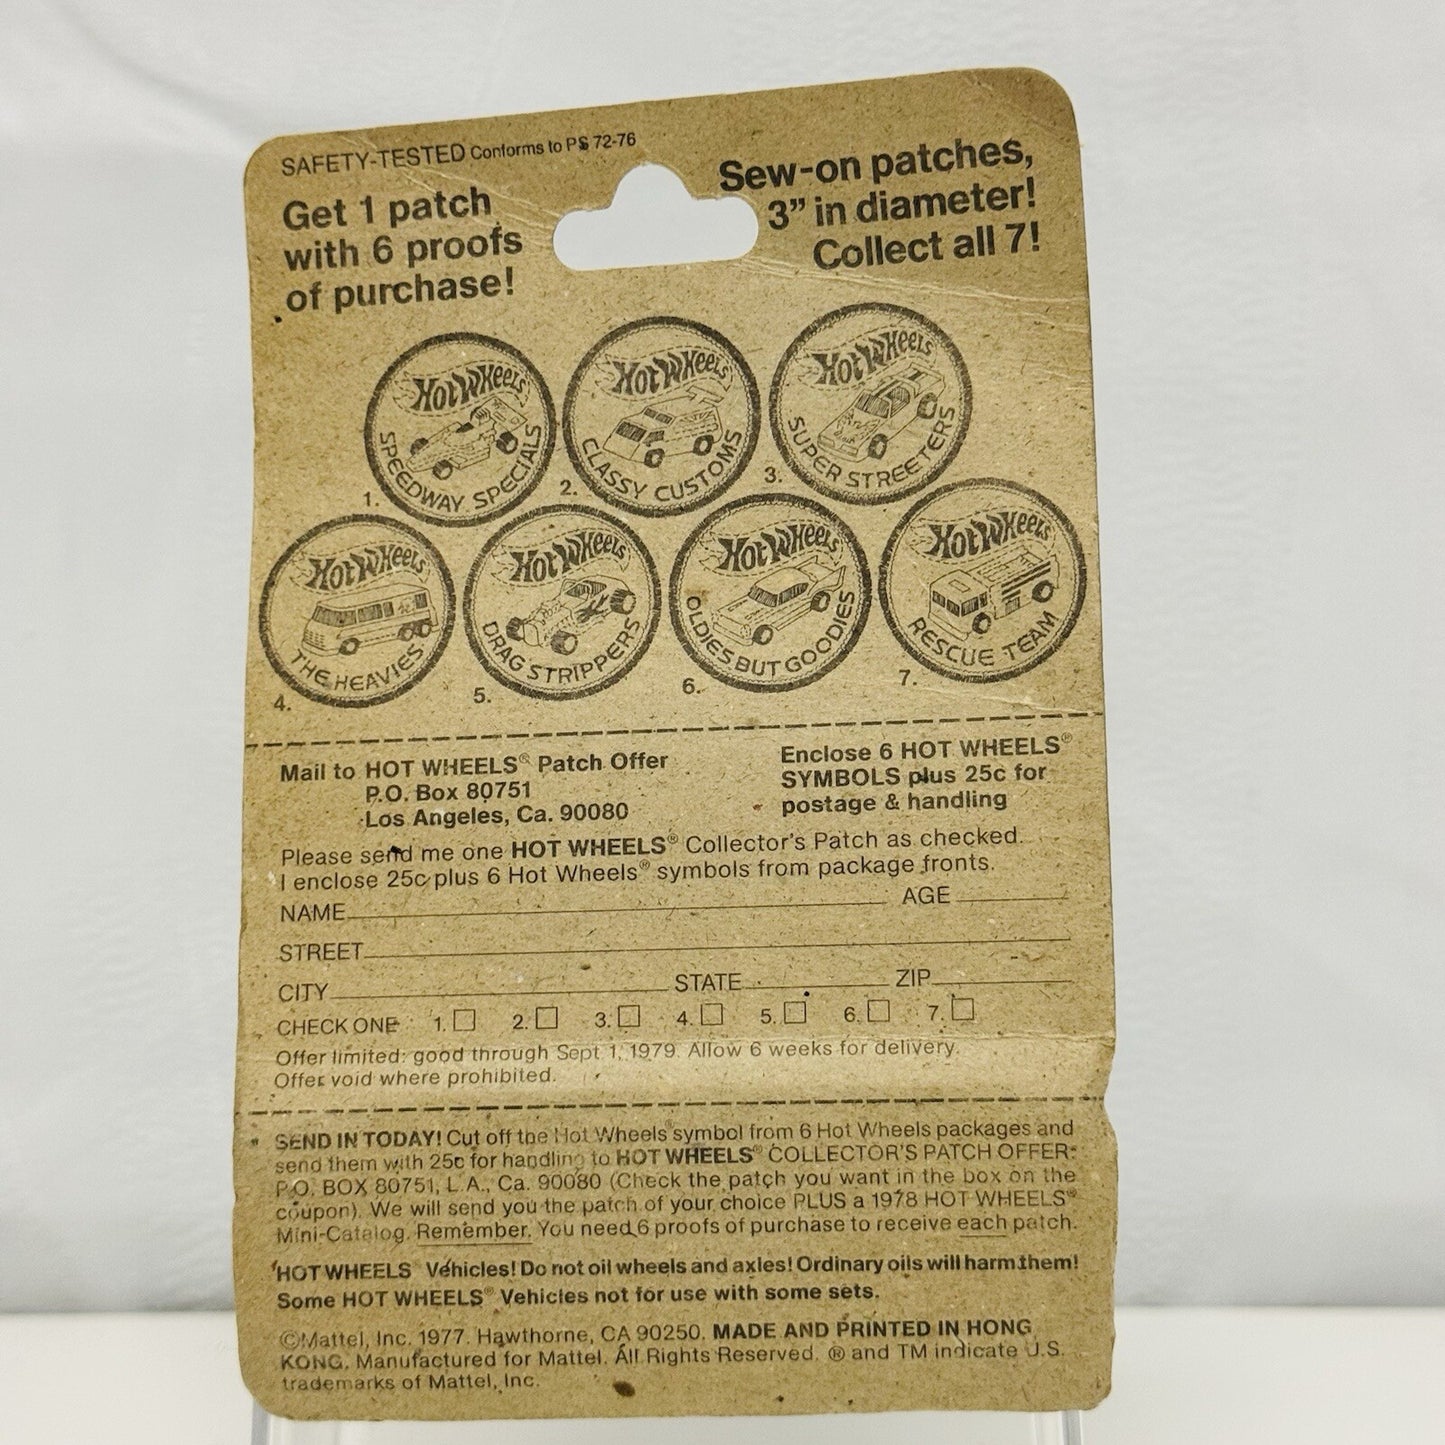 SAFETY-TESTED Conforms to PS 72-76
Get 1 patch
with 6 proofs
of purchase!
Sew-on patches,
3” in diameter!
Collect all 7!
HOT WHEELS
SPEEDWAY SPECIALS
1.
HOT WHEELS
CLASSY CUSTOMS
2.
HOT WHEELS
SUPER STREETERS
3.
HOT WHEELS
THE HEAVIES
4.
HOT WHEELS
DRAG STRIPPERS
5.
HOT WHEELS
OLDIES BUT GOODIES
6.
HOT WHEELS
RESCUE TEAM
7.
Mail to HOT WHEELS® Patch Offer
P.O. Box 80751
Los Angeles, Ca. 90080
Enclose 6 HOT WHEELS®
SYMBOLS plus 25c for
postage & handling
Please send me one HOT WHEELS® Collector's Patch as checked.
I enclose 25c plus 6 Hot Wheels® symbols from package fronts.
NAME AGE
STREET
CITY STATE ZIP
CHECK ONE 1. 2. 3. 4. 5. 6. 7.
Offer limited: good through Sept. 1, 1979. Allow 6 weeks for delivery.
Offer void where prohibited.
SEND IN TODAY! Cut off the Hot Wheels® symbol from 6 Hot Wheels packages and
send them with 25c for handling to HOT WHEELS® COLLECTOR'S PATCH OFFER:
P.O. BOX 80751, L.A., Ca. 90080 (Check the patch you want in the box on the
coupon). We will send you the patch of your choice PLUS a 1978 HOT WHEELS®
Mini-Catalog. Remember. You need 6 proofs of purchase to receive each patch.
HOT WHEELS® Vehicles! Do not oil wheels and axles! Ordinary oils will harm them!
Some HOT WHEELS® Vehicles not for use with some sets.
©Mattel, Inc. 1977. Hawthorne, CA 90250. MADE AND PRINTED IN HONG
KONG. Manufactured for Mattel. All Rights Reserved. ® and TM indicate U.S.
trademarks of Mattel, Inc.